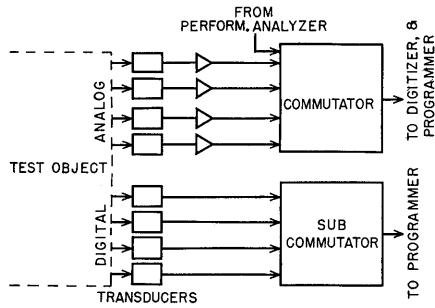 FROM
PERFORM. ANALYZER
ANALOG
COMMUTATOR
TO DIGITIZER, &
PROGRAMMER
TEST OBJECT
DIGITAL
SUB
COMMUTATOR
TO PROGRAMMER
TRANSDUCERS